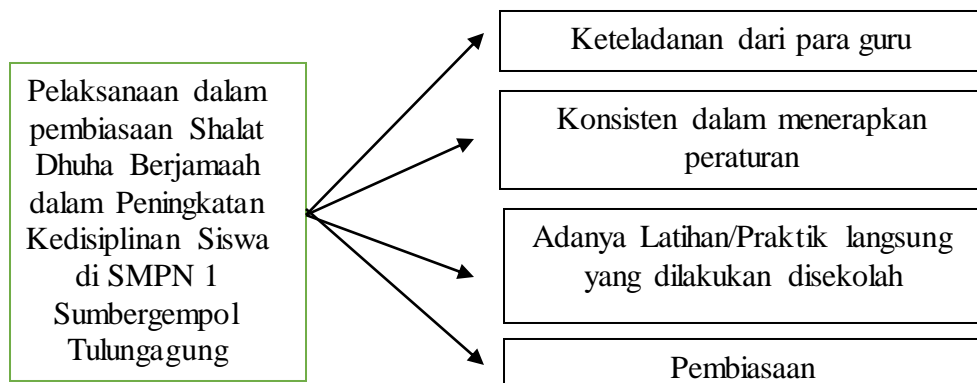 Pelaksanaan dalam
pembiasaan Shalat
Dhuha Berjamaah
dalam Peningkatan
Kedisiplinan Siswa
di SMPN 1
Sumbergempol
Tulungagung
Keteladanan dari para guru
Konsisten dalam menerapkan
peraturan
Adanya Latihan/Praktik langsung
yang dilakukan disekolah
Pembiasaan